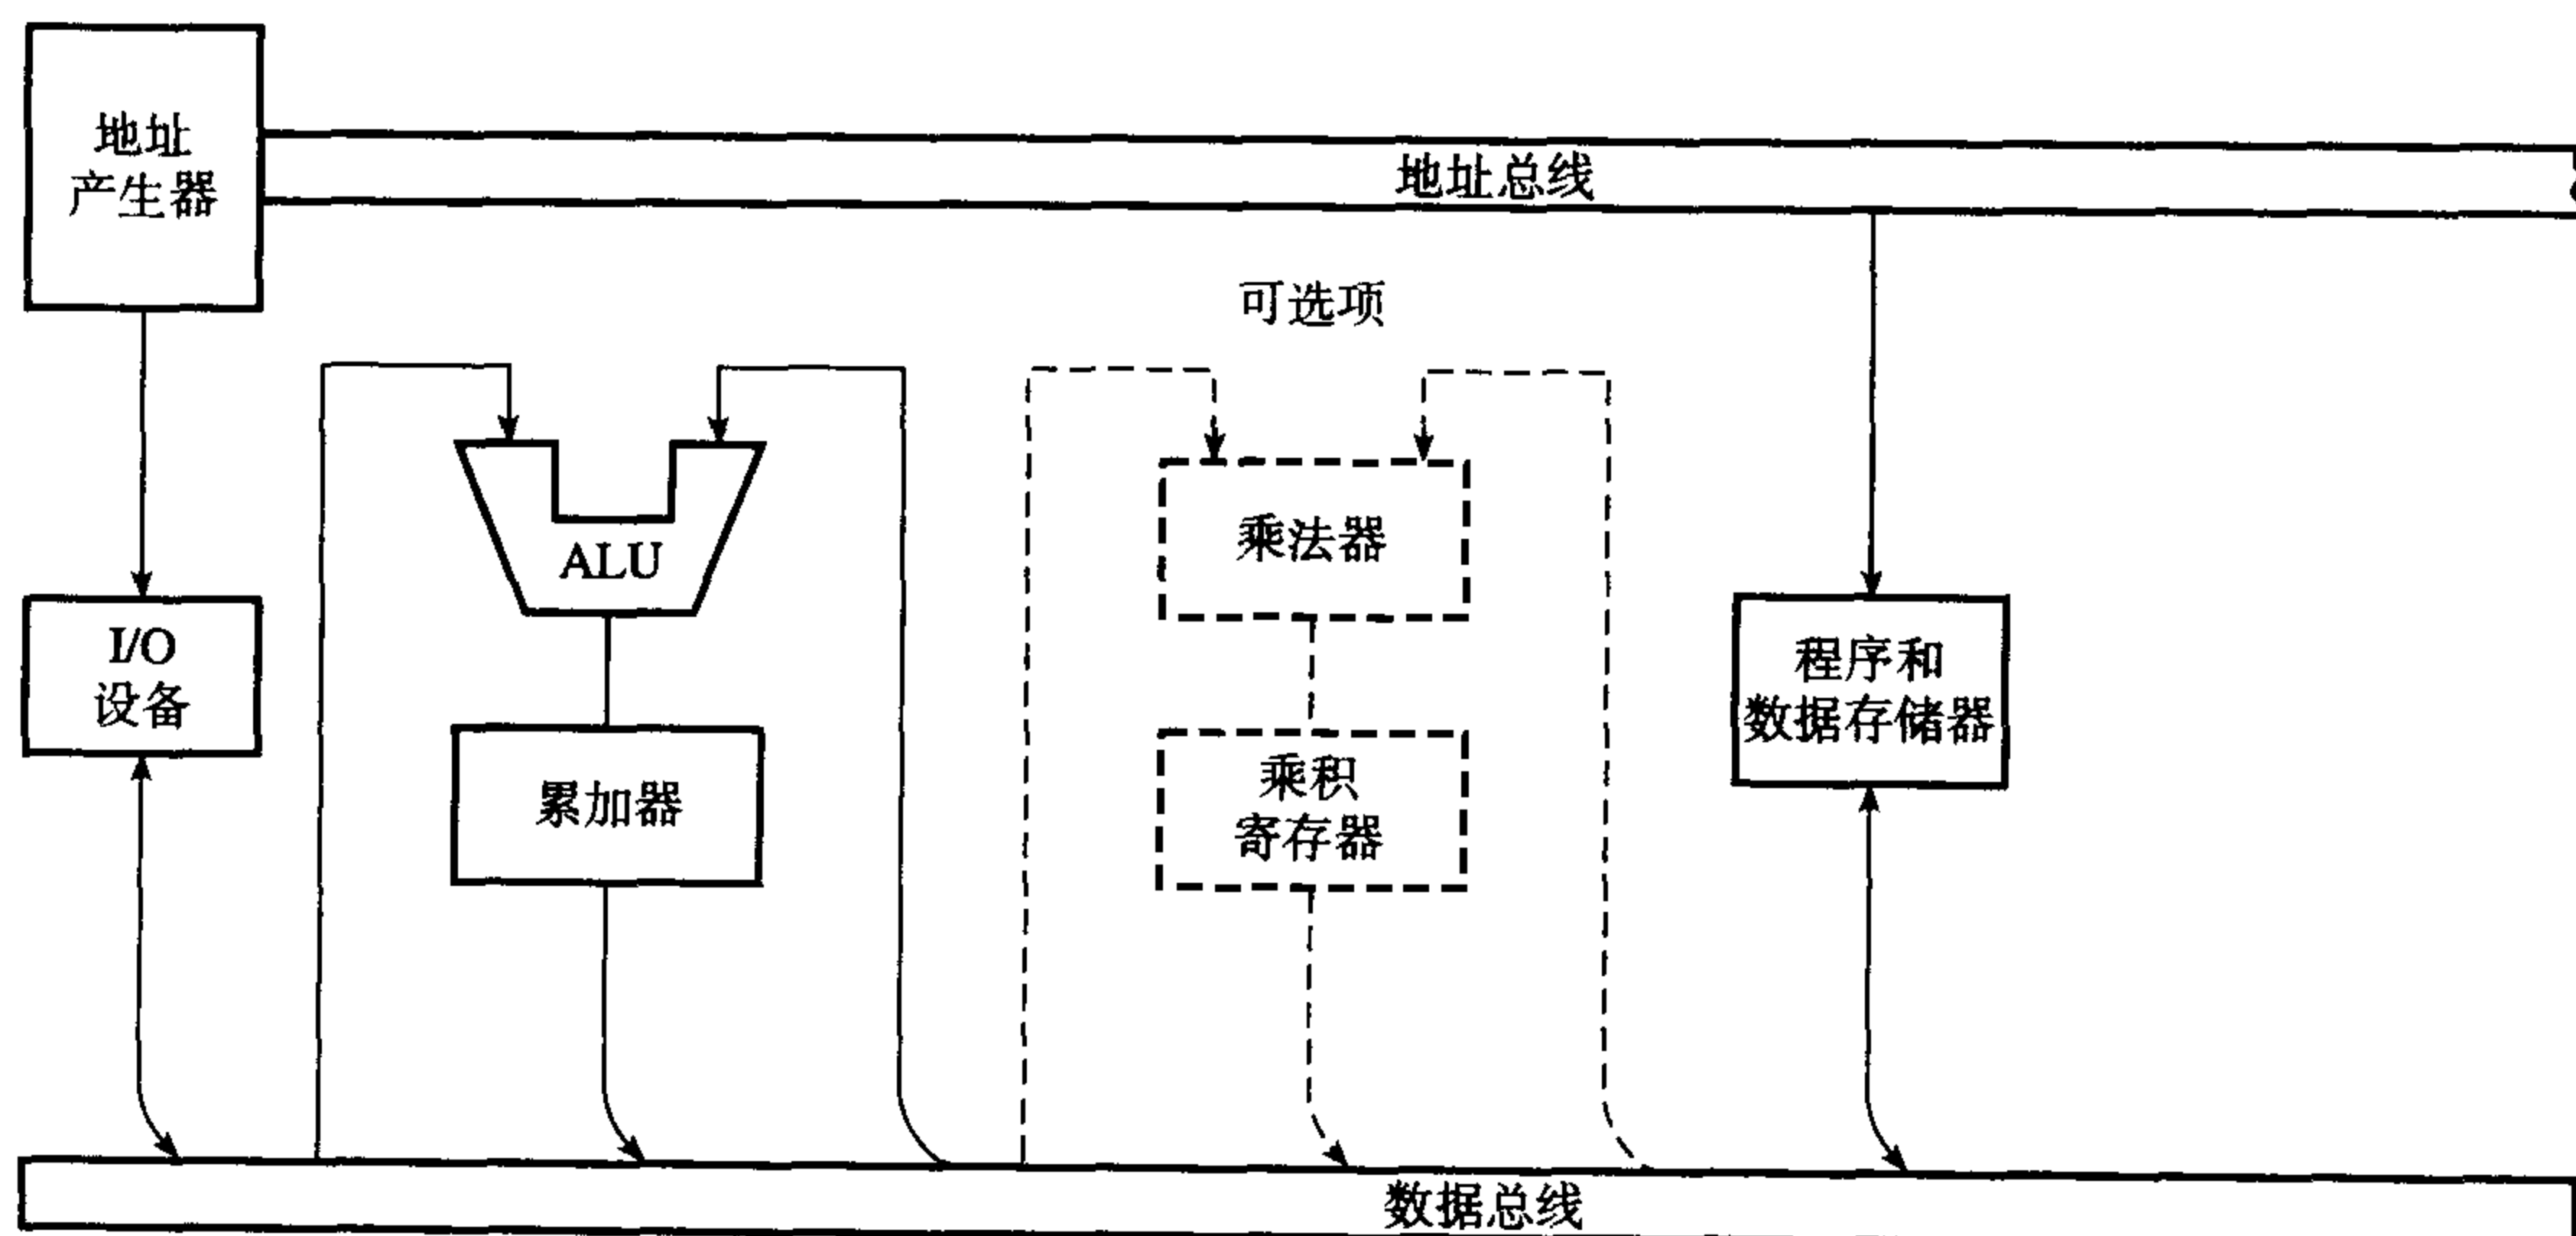 地址
产生器
地址总线
可选项
ALU
乘法器
I/O
设备
程序和
数据存储器
累加器
乘积
寄存器
数据总线